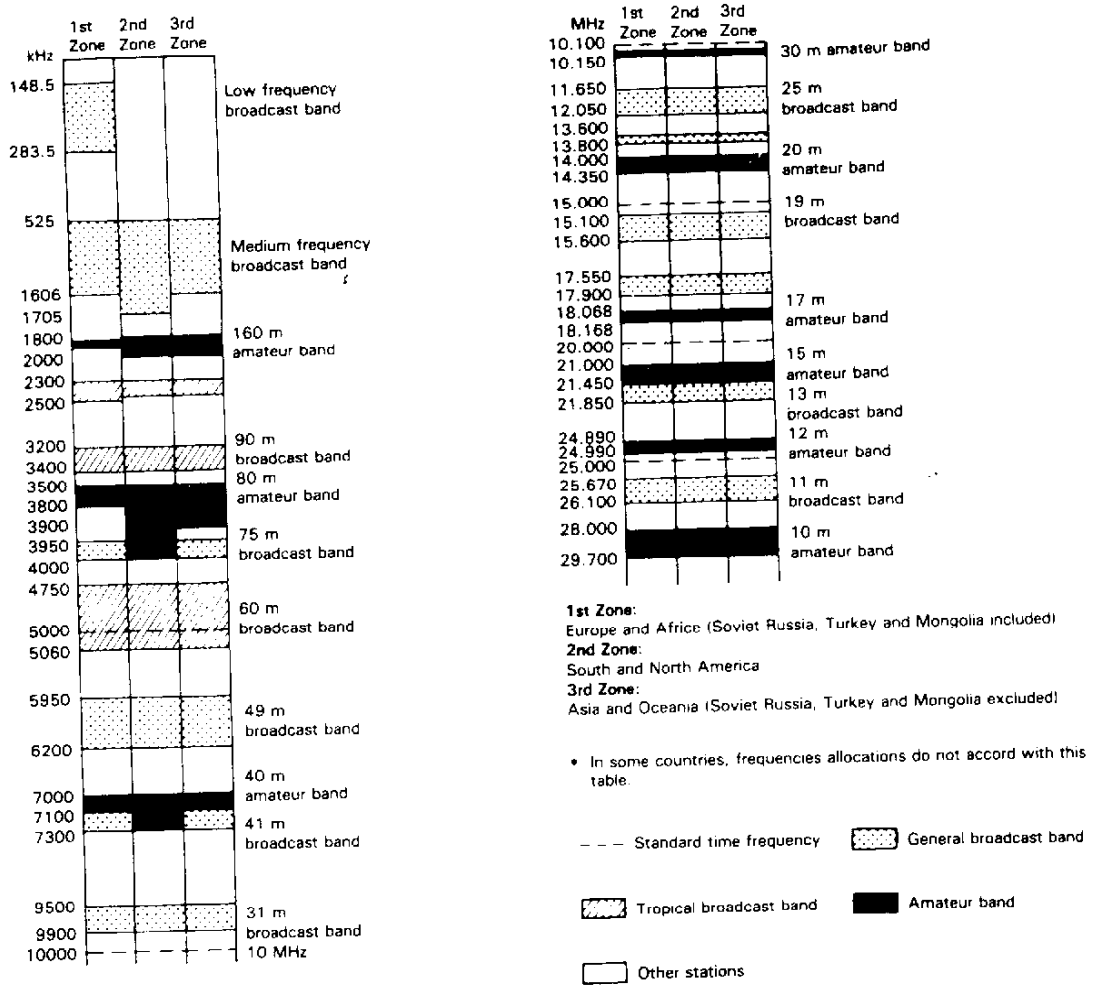 1st 2nd 3rd
Zone Zone Zone
kHz
148.5
Low frequency
broadcast band
283.5
525
Medium frequency
broadcast band
1606
1705
1800
160 m
amateur band
2000
2300
2500
3200
90 m
broadcast band
3400
80 m
amateur band
3500
3800
3900
75 m
broadcast band
3950
4000
4750
60 m
broadcast band
5000
5060
5950
49 m
broadcast band
6200
40 m
amateur band
7000
7100
41 m
broadcast band
7300
9500
31 m
broadcast band
9900
10000
10 MHz
1st 2nd 3rd
MHz Zone Zone Zone
10.100
30 m amateur band
10.150
11.650
25 m
broadcast band
12.050
13.600
13.800
14.000
20 m
amateur band
14.350
15.000
19 m
broadcast band
15.100
15.600
17.550
17.900
18.068
17 m
amateur band
18.168
20.000
21.000
15 m
amateur band
21.450
13 m
broadcast band
21.850
24.890
12 m
amateur band
24.990
25.000
25.670
11 m
broadcast band
26.100
28.000
10 m
amateur band
29.700
1st Zone:
Europe and Africe (Soviet Russia, Turkey and Mongolia included)
2nd Zone:
South and North America
3rd Zone:
Asia and Oceania (Soviet Russia, Turkey and Mongolia excluded)
• In some countries, frequencies allocations do not accord with this
table.
--- Standard time frequency
General broadcast band
Tropical broadcast band
Amateur band
Other stations